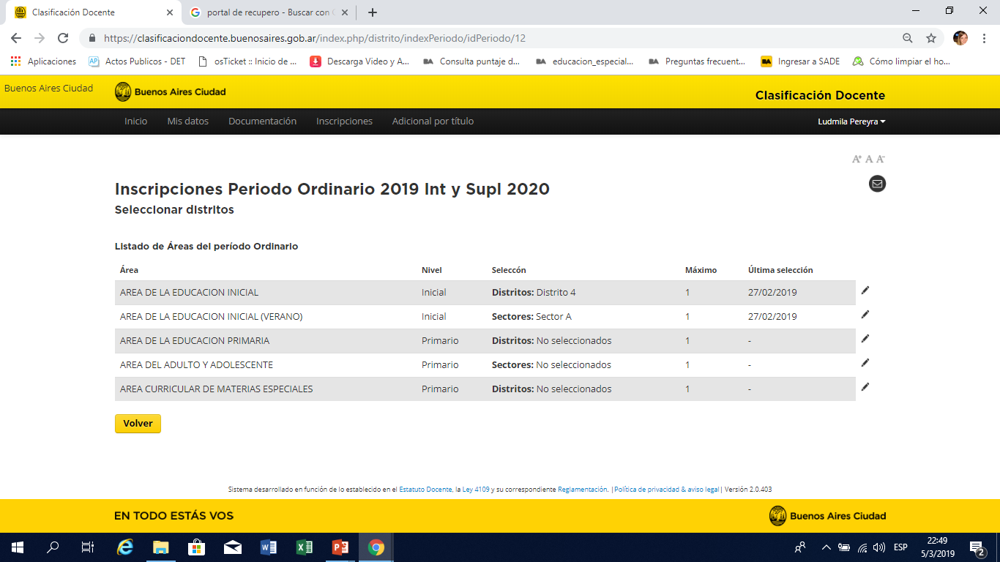 Clasificación Docente
portal de recupero - Buscar con
https://clasificaciondocente.buenosaires.gob.ar/index.php/distrito/indexPeriodo/idPeriodo/12
Aplicaciones Actos Publicos - DET osTicket :: Inicio de ... Descarga Video y A... Consulta puntaje d... educacion_especial... Preguntas frecuent... Ingresar a SADE Cómo limpiar el ho...
Buenos Aires Ciudad Buenos Aires Ciudad Clasificación Docente
Inicio Mis datos Documentación Inscripciones Adicional por título Ludmila Pereyra
A+ A A-
Inscripciones Periodo Ordinario 2019 Int y Supl 2020
Seleccionar distritos
Listado de Áreas del período Ordinario
Área Nivel Seleccón Máximo Última selección
AREA DE LA EDUCACION INICIAL Inicial Distritos: Distrito 4 1 27/02/2019
AREA DE LA EDUCACION INICIAL (VERANO) Inicial Sectores: Sector A 1 27/02/2019
AREA DE LA EDUCACION PRIMARIA Primario Distritos: No seleccionados 1 -
AREA DEL ADULTO Y ADOLESCENTE Primario Sectores: No seleccionados 1 -
AREA CURRICULAR DE MATERIAS ESPECIALES Primario Distritos: No seleccionados 1 -
Volver
Sistema desarrollado en función de lo establecido en el Estatuto Docente, la Ley 4109 y su correspondiente Reglamentación. |Política de privacidad & aviso legal| Versión 2.0.403
EN TODO ESTÁS VOS Buenos Aires Ciudad
ESP
22:49
5/3/2019
2